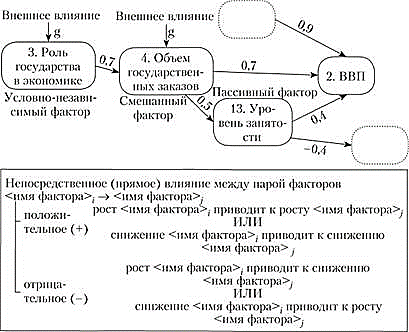 Внешнее влияние
Внешнее влияние
g
g
0,9
3. Роль
государства
в экономике
0,7
4. Объем
государствен-
ных заказов
0,7
2. ВВП
Условно-незави-
симый фактор
Смешанный
фактор
0,5
Пассивный фактор
13. Уро-
вень занято-
сти
0,4
–0,4
Непосредственное (прямое) влияние между парой факторов
<имя фактора>i → <имя фактора>j
положи-
тельное (+)
рост <имя фактора>i приводит к росту <имя фактора>j
ИЛИ
снижение <имя фактора>i приводит к снижению
<имя фактора>j
отрица-
тельное (–)
рост <имя фактора>i приводит к снижению
<имя фактора>j
ИЛИ
снижение <имя фактора>i приводит к росту
<имя фактора>j